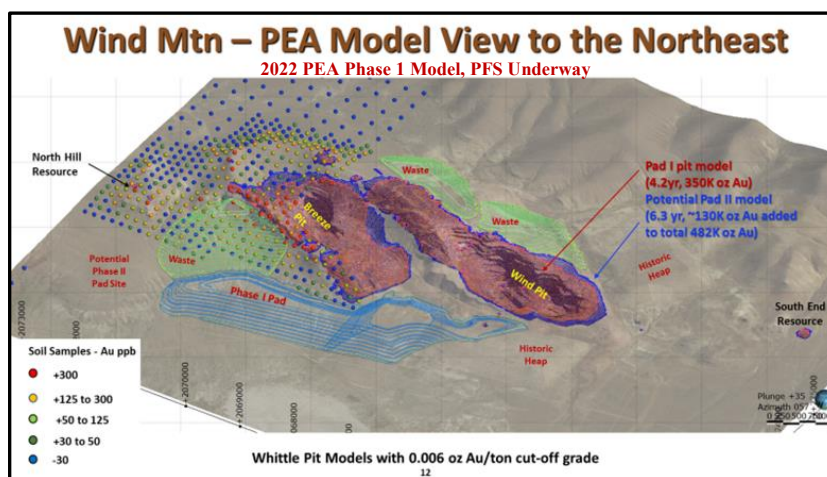 Wind Mtn – PEA Model View to the Northeast
2022 PEA Phase 1 Model, PFS Underway
North Hill
Resource
Waste
Waste
Pad I pit model
(4.2yr, 350K oz Au)
Potential Pad II model
(6.3 yr, ~130K oz Au added
to total 482K oz Au)
Breeze
Pit
Wind Pit
Potential
Phase II
Pad Site
Waste
Phase I Pad
Historic
Heap
Historic
Heap
South End
Resource
+2070000
+2069000
Soil Samples - Au ppb
+300
+125 to 300
+50 to 125
+30 to 50
-30
Plunge +35
Azimuth 057
Whittle Pit Models with 0.006 oz Au/ton cut-off grade
12